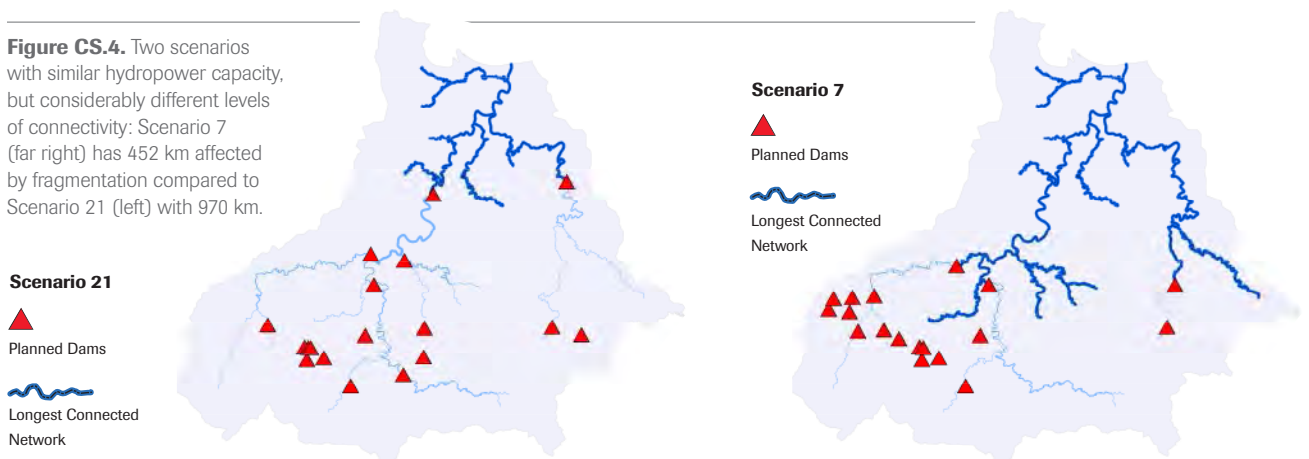 Figure CS.4. Two scenarios
with similar hydropower capacity,
but considerably different levels
of connectivity: Scenario 7
(far right) has 452 km affected
by fragmentation compared to
Scenario 21 (left) with 970 km.
Scenario 21
Planned Dams
Longest Connected
Network
Scenario 7
Planned Dams
Longest Connected
Network